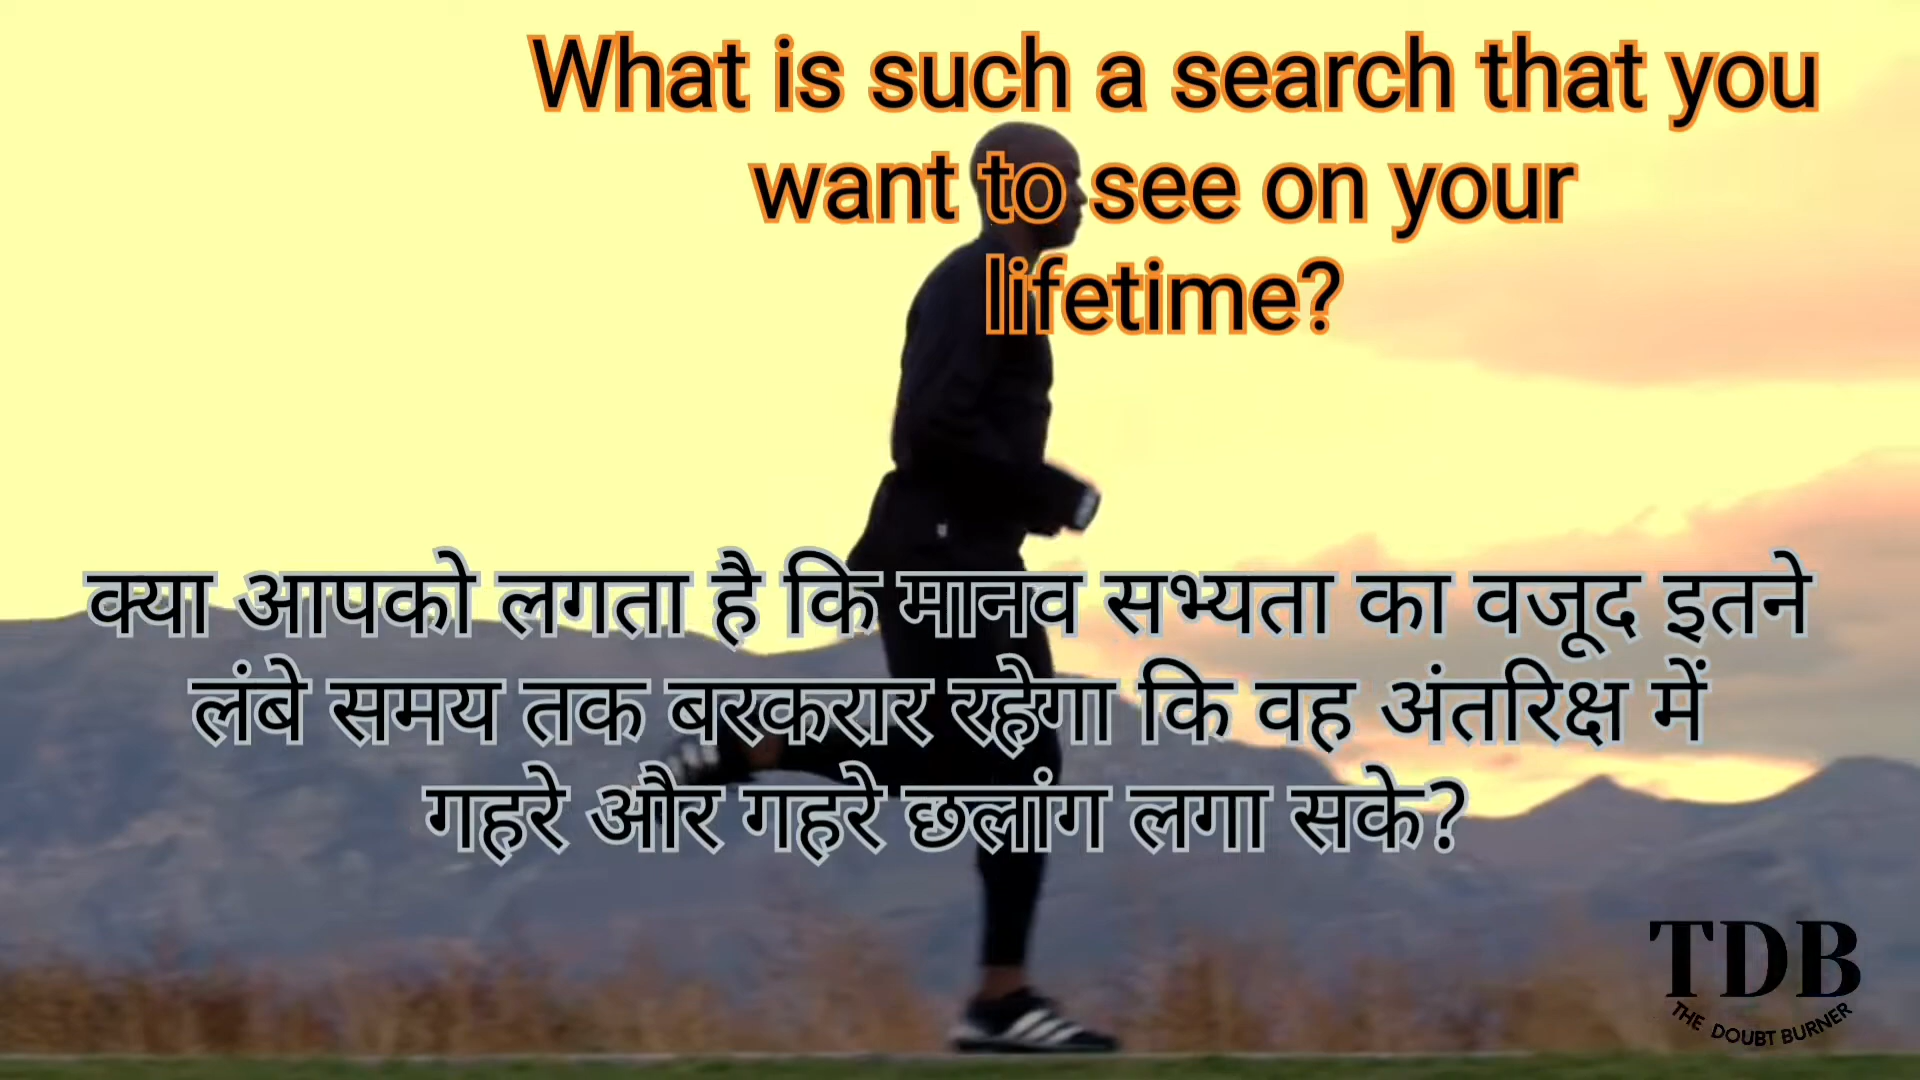 What is such a search that you
want to see on your
lifetime?
क्या आपको लगता है कि मानव सभ्यता का वजूद इतने
लंबे समय तक बरकरार रहेगा कि वह अंतरिक्ष में
गहरे और गहरे छलांग लगा सके?
TDB
THE DOUBT BURNER